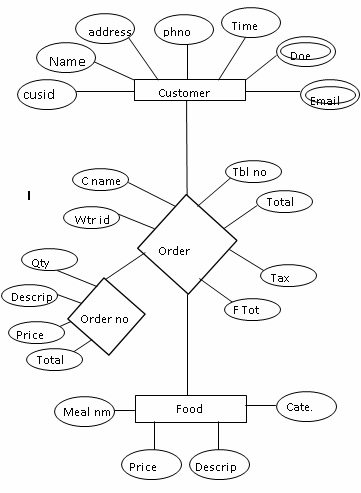 address
phno
Time
Name
Doe
cusid
Customer
Email
Tbl no
C name
Total
Wtr id
Order
Qty
Tax
Descrip
F Tot
Order no
Price
Total
Meal nm
Food
Cate.
Price
Descrip